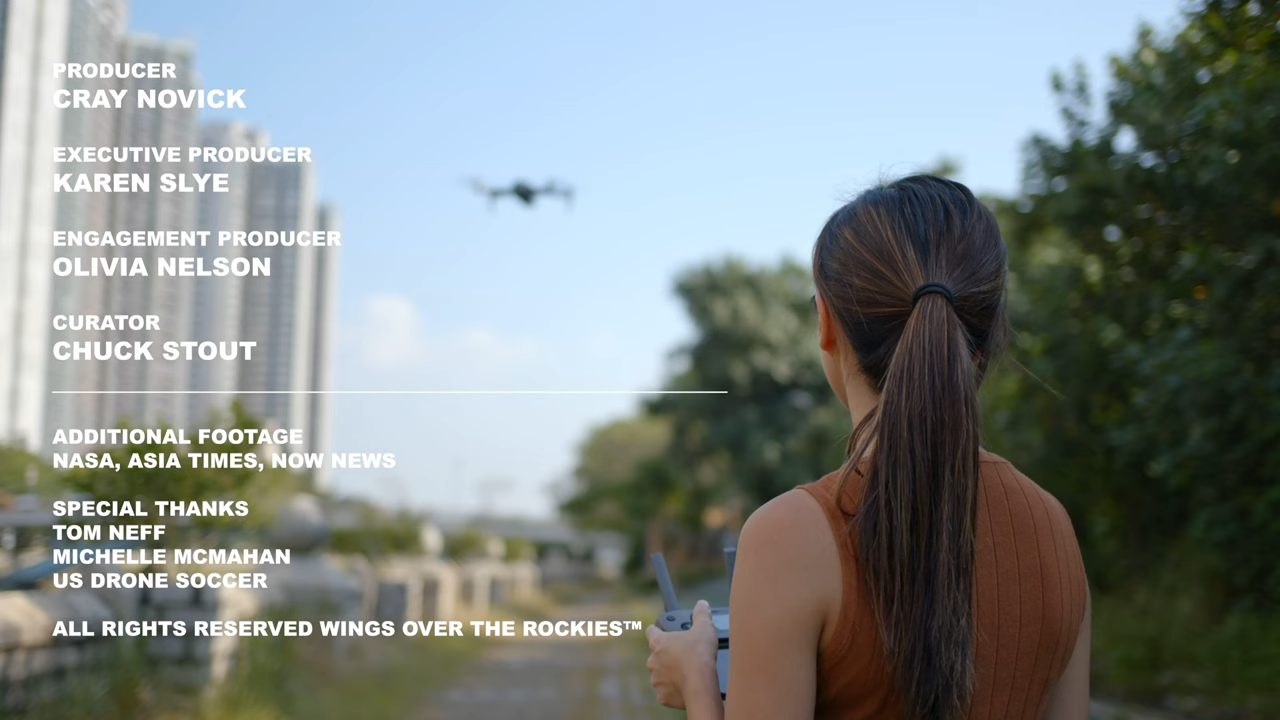 PRODUCER
CRAY NOVICK
EXECUTIVE PRODUCER
KAREN SLYE
ENGAGEMENT PRODUCER
OLIVIA NELSON
CURATOR
CHUCK STOUT
ADDITIONAL FOOTAGE
NASA, ASIA TIMES, NOW NEWS
SPECIAL THANKS
TOM NEFF
MICHELLE MCMAHAN
US DRONE SOCCER
ALL RIGHTS RESERVED WINGS OVER THE ROCKIES™